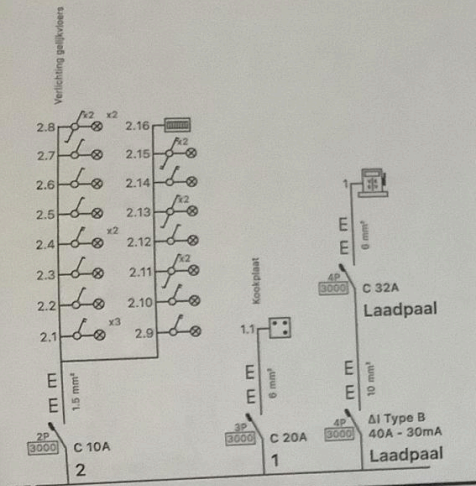 Verlichting gelijkvloers
2.8 x2 x2
2.7
2.6
2.5
2.4 x2
2.3
2.2
2.1 x3
2.16
2.15 x2
2.14
2.13 x2
2.12
2.11 x2
2.10
2.9
1.5 mm²
2P
3000
C 10A
2
Kookplaat
1.1
6 mm²
3P
3000
C 20A
1
1
6 mm²
4P
3000
C 32A
Laadpaal
10 mm²
4P
3000
ΔI Type B
40A - 30mA
Laadpaal